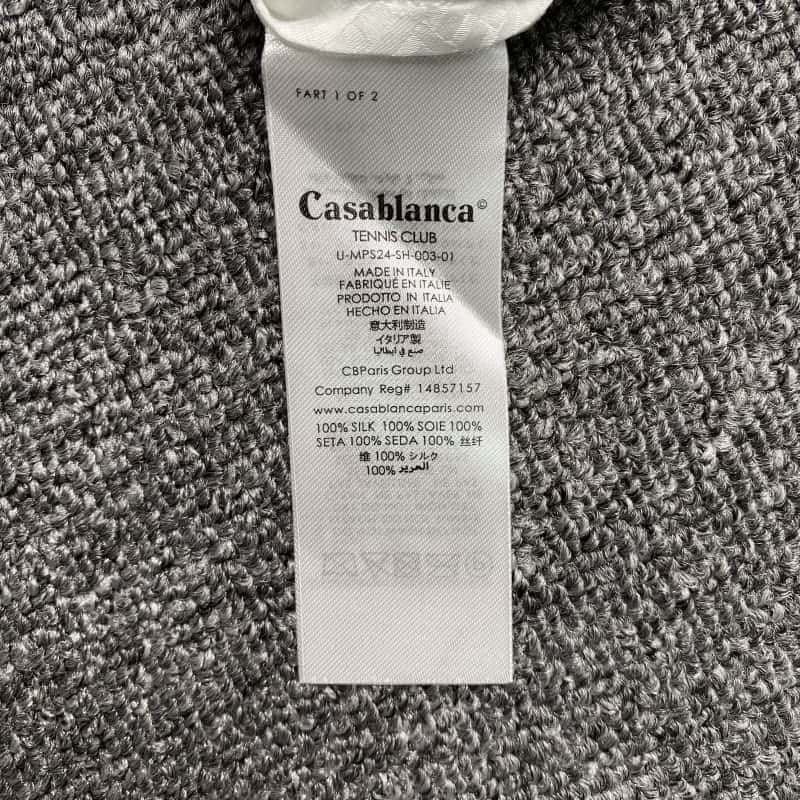 FART 1 OF 2
Casablanca©
TENNIS CLUB
U-MPS24-SH-003-01
MADE IN ITALY
FABRIQUÉ EN ITALIE
PRODOTTO IN ITALIA
HECHO EN ITALIA
意大利制造
イタリア製
صنع في ايطاليا
CBParis Group Ltd
Company Reg# 14857157
www.casablancaparis.com
100% SILK 100% SOIE 100%
SETA 100% SEDA 100% 丝纤
维 100% シルク
100% الحرير